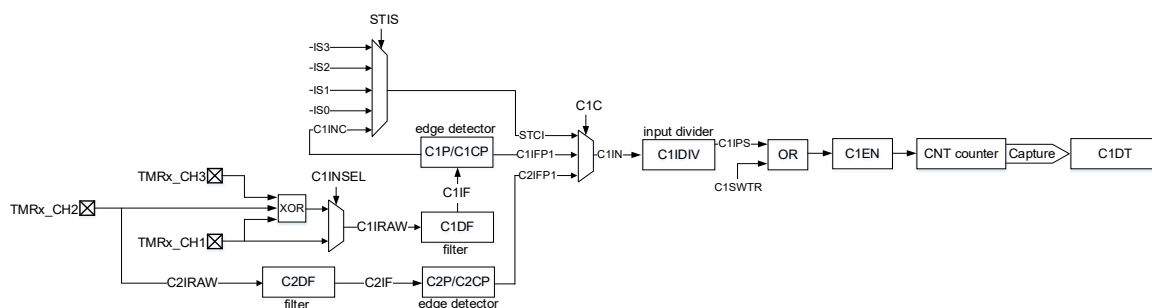 STIS
IS3
IS2
IS1
IS0
C1INC
edge detector
C1P/C1CP
STCI
C1IFP1
C2IFP1
C1C
C1IN
input divider
C1IDIV
C1IPS
C1SWTR
OR
C1EN
CNT counter
Capture
C1DT
TMRx_CH3
TMRx_CH2
TMRx_CH1
XOR
C1INSEL
C1IRAW
C1IF
C1DF
filter
C2IRAW
C2DF
filter
C2IF
C2P/C2CP
edge detector